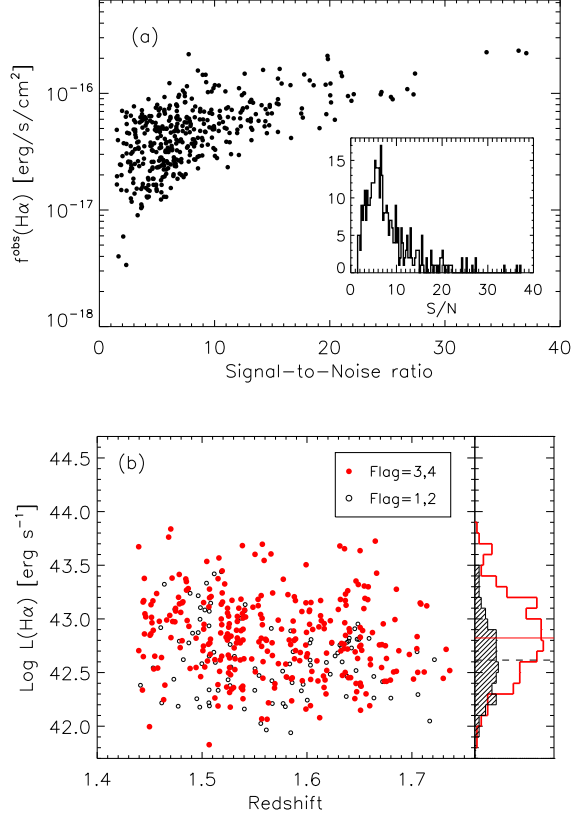 (a)
f^obs(Hα) [erg/s/cm²]
10⁻¹⁶
10⁻¹⁷
10⁻¹⁸
0 10 20 30 40
Signal−to−Noise ratio
15
10
5
0
0 10 20 30 40
S/N
(b)
Flag=3,4
Flag=1,2
Log L(Hα) [erg s⁻¹]
44.5
44.0
43.5
43.0
42.5
42.0
1.4 1.5 1.6 1.7
Redshift